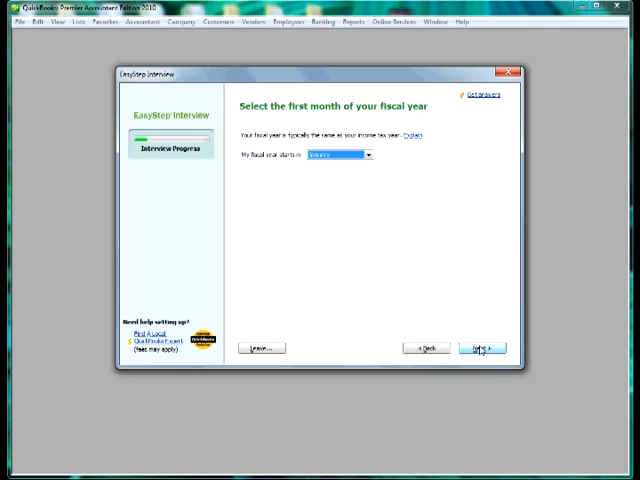 QuickBooks: Premier Accountant Edition 2010
File Edit View Lists Favorites Accountant Company Customers Vendors Employees Banking Reports Online Services Window Help
EasyStep Interview
Get answers
Select the first month of your fiscal year
EasyStep Interview
Your fiscal year is typically the same as your income tax year. Explain
Interview Progress
My fiscal year starts in January
Need help setting up?
Find A Local
QuickBooks Expert
(fees may apply)
Leave...
< Back
Next >